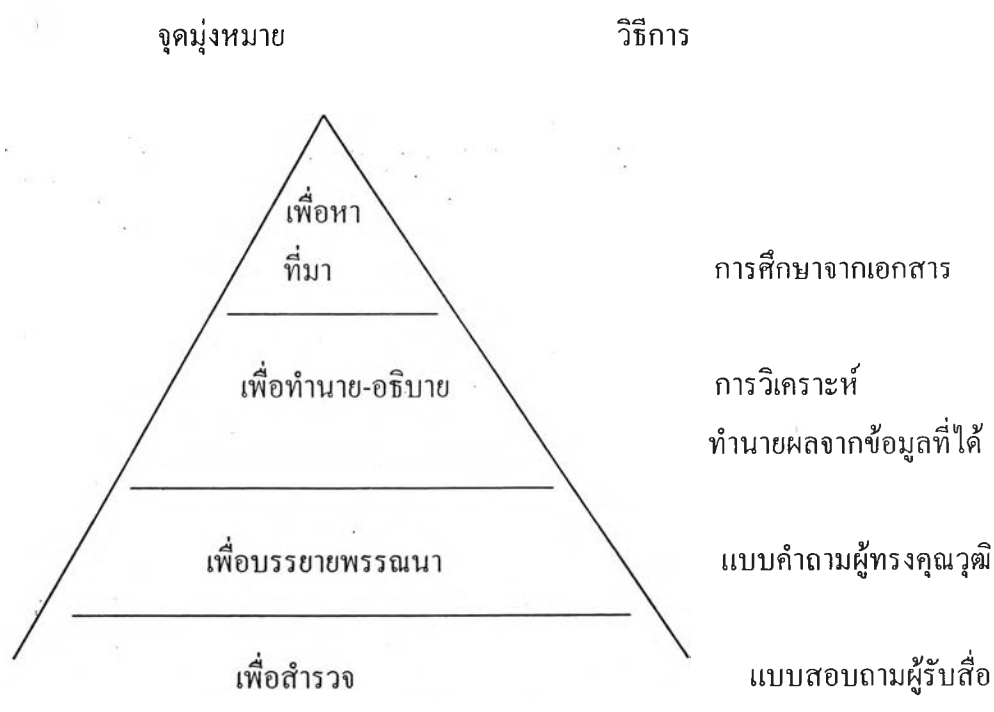 จุดมุ่งหมาย วิธีการ
เพื่อหา
ที่มา การศึกษาจากเอกสาร
เพื่อทำนาย-อธิบาย การวิเคราะห์
ทำนายผลจากข้อมูลที่ได้
เพื่อบรรยายพรรณนา แบบคำถามผู้ทรงคุณวุฒิ
เพื่อสำรวจ แบบสอบถามผู้รับสื่อ